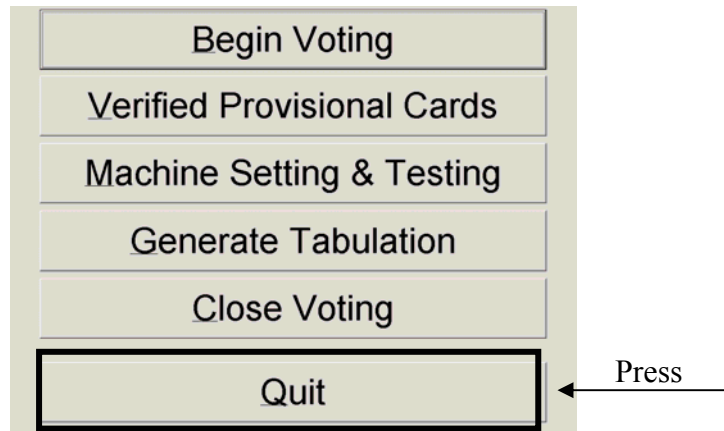 Begin Voting
Verified Provisional Cards
Machine Setting & Testing
Generate Tabulation
Close Voting
Quit
Press